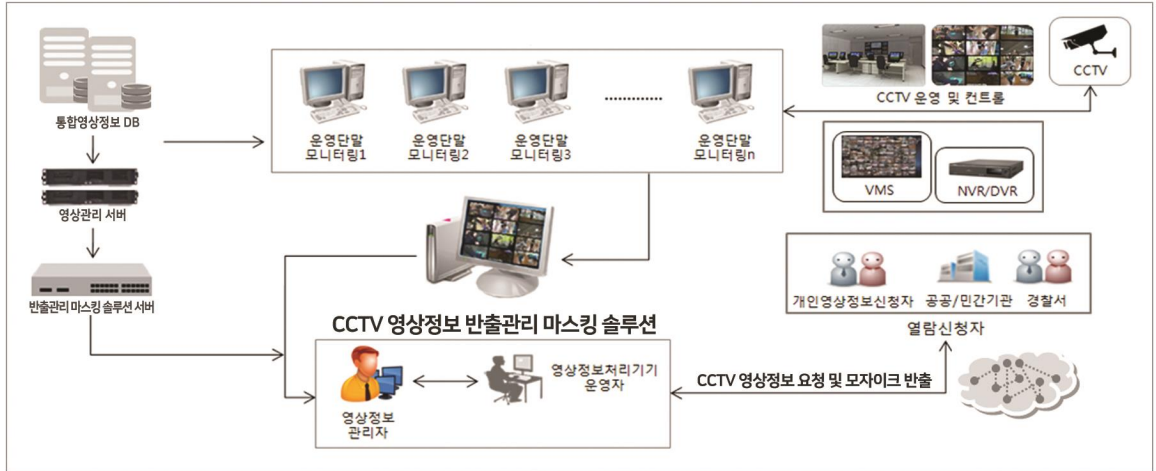 통합영상정보 DB
영상관리 서버
반출관리 마스킹 솔루션 서버
운영단말
모니터링1
운영단말
모니터링2
운영단말
모니터링3
운영단말
모니터링n
CCTV 운영 및 컨트롤
CCTV
VMS
NVR/DVR
개인영상정보신청자
공공/민간기관
경찰서
열람신청자
CCTV 영상정보 반출관리 마스킹 솔루션
영상정보
관리자
영상정보처리기기
운영자
CCTV 영상정보 요청 및 모자이크 반출